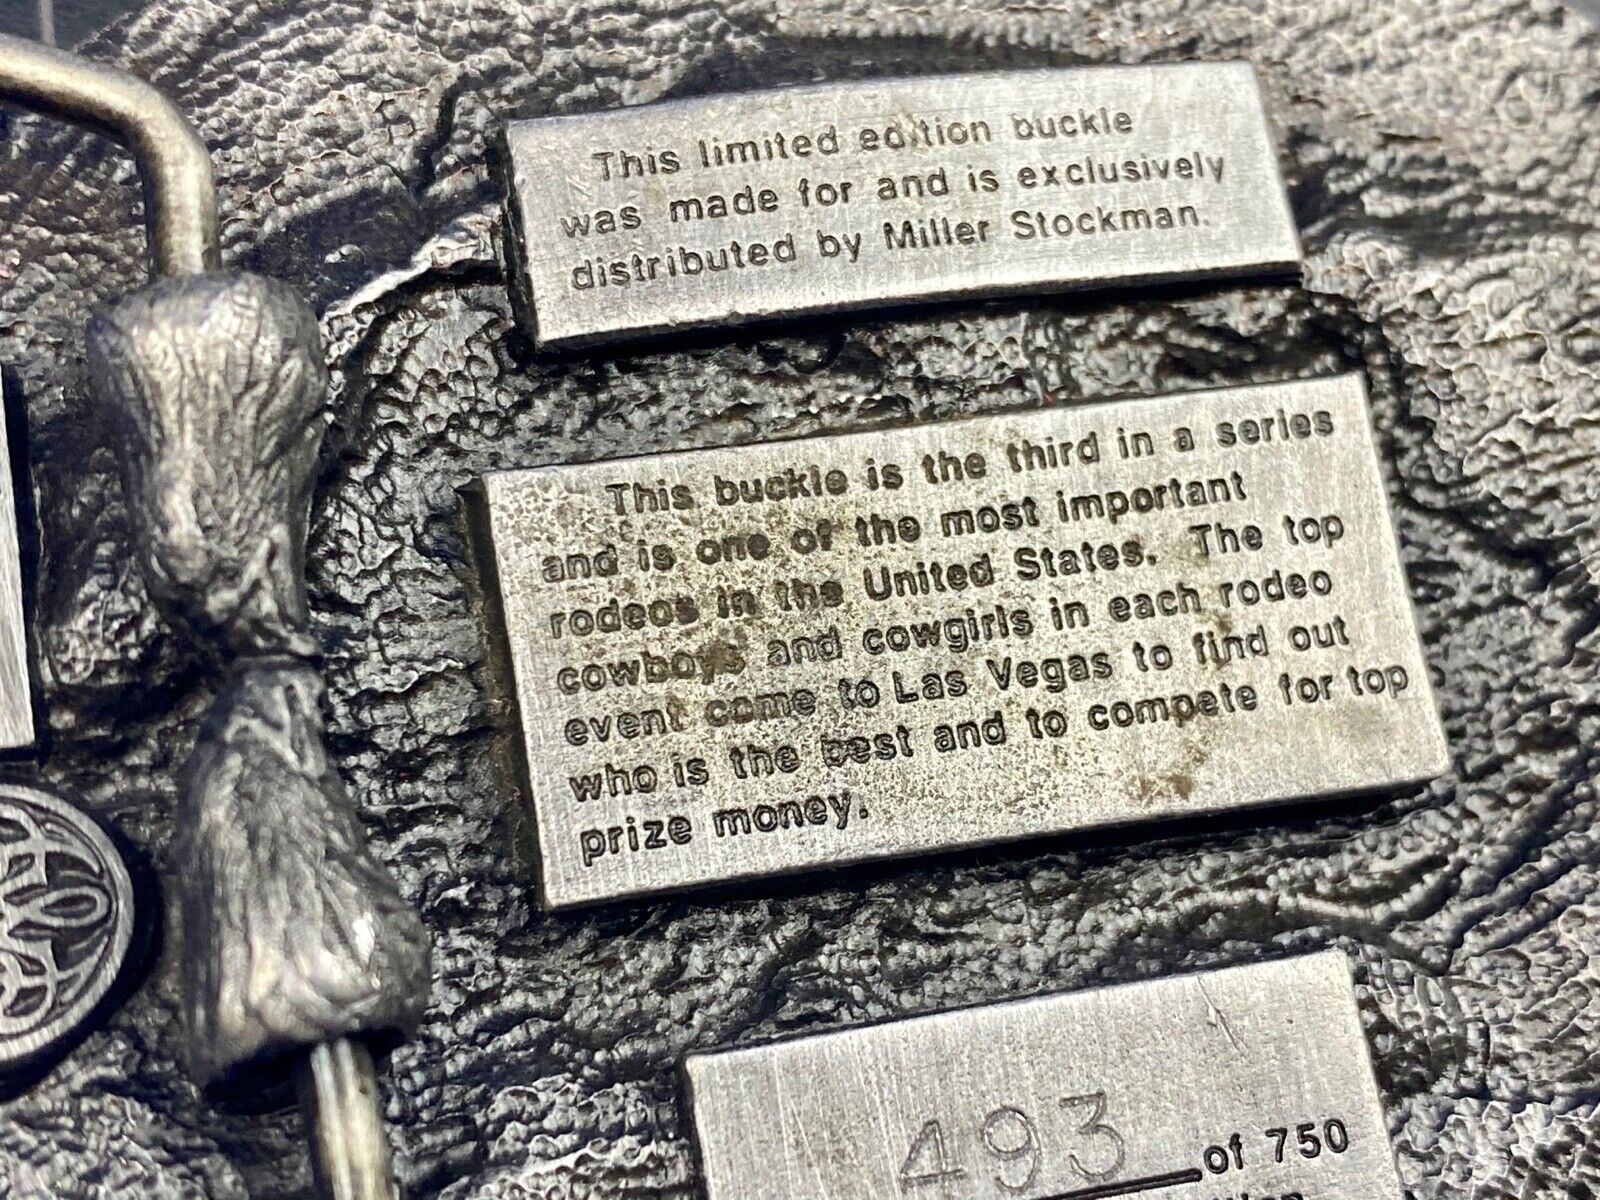 This limited edition buckle
was made for and is exclusively
distributed by Miller Stockman.
This buckle is the third in a series
and is one of the most important
rodeos in the United States. The top
cowboys and cowgirls in each rodeo
event come to Las Vegas to find out
who is the best and to compete for top
prize money.
493 of 750